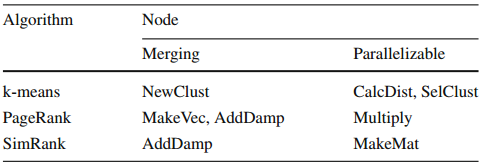 Algorithm Node
Merging Parallelizable
k-means NewClust CalcDist, SelClust
PageRank MakeVec, AddDamp Multiply
SimRank AddDamp MakeMat